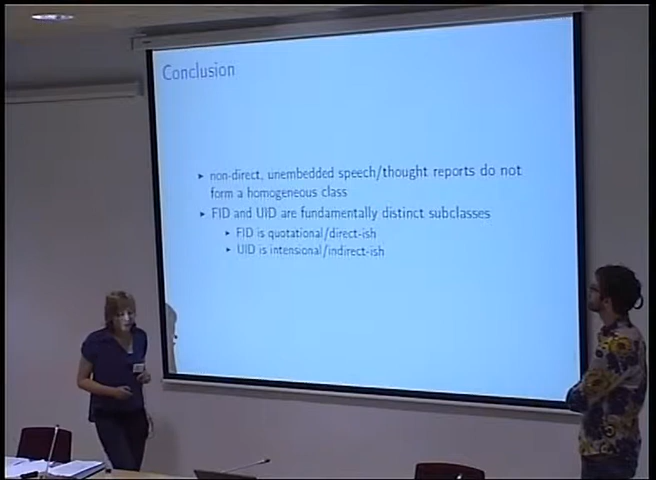 Conclusion
▸ non-direct, unembedded speech/thought reports do not
form a homogeneous class
▸ FID and UID are fundamentally distinct subclasses
▸ FID is quotational/direct-ish
▸ UID is intensional/indirect-ish